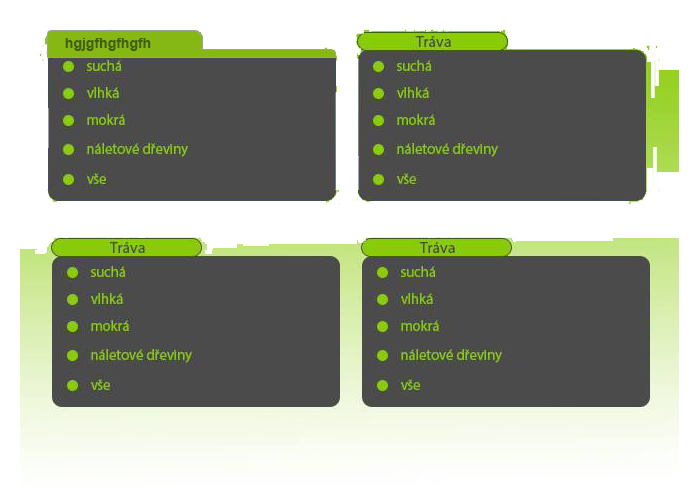 hgjgfhgfhgfh
suchá
vlhká
mokrá
náletové dřeviny
vše
Tráva
suchá
vlhká
mokrá
náletové dřeviny
vše
Tráva
suchá
vlhká
mokrá
náletové dřeviny
vše
Tráva
suchá
vlhká
mokrá
náletové dřeviny
vše